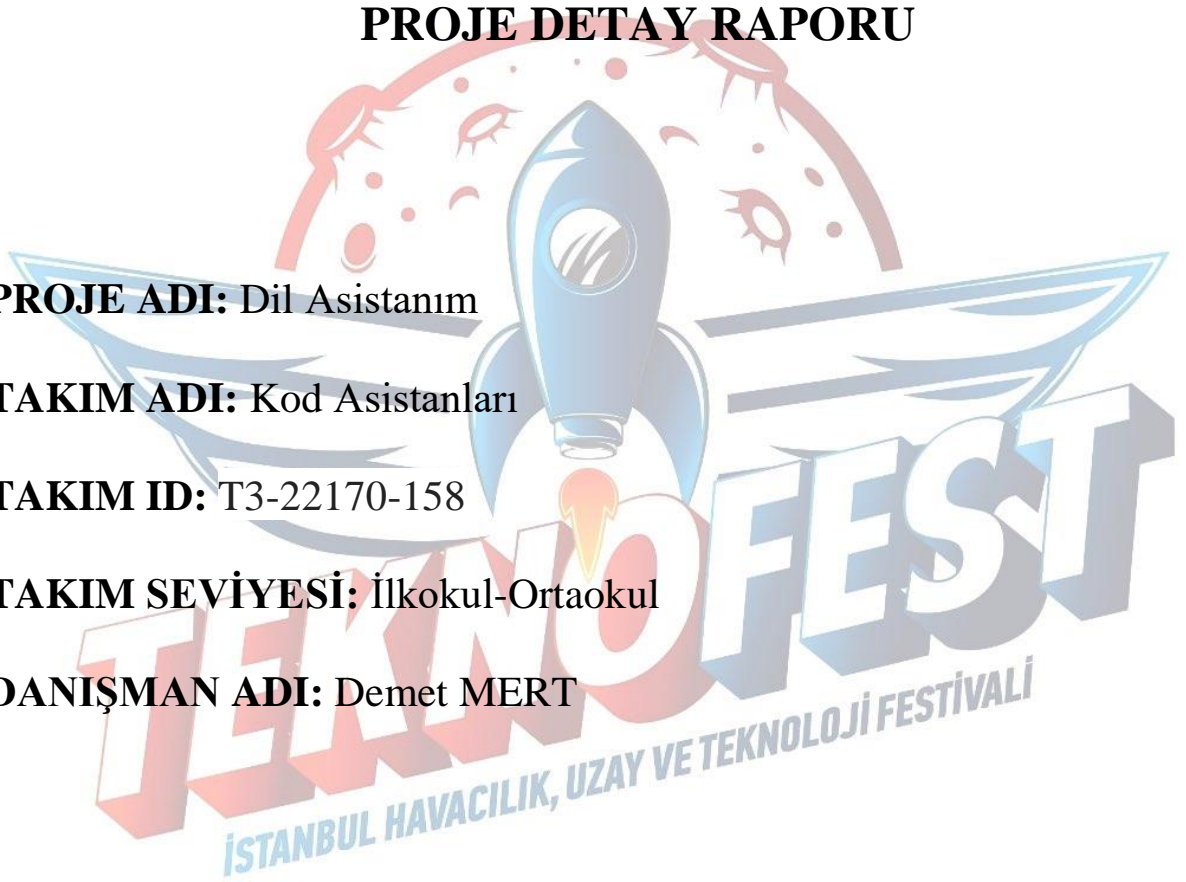 PROJE DETAY RAPORU
PROJE ADI: Dil Asistanım
TAKIM ADI: Kod Asistanları
TAKIM ID: T3-22170-158
TAKIM SEVİYESİ: İlkokul-Ortaokul
DANIŞMAN ADI: Demet MERT
TEKNOFEST
İSTANBUL HAVACILIK, UZAY VE TEKNOLOJİ FESTİVALİ